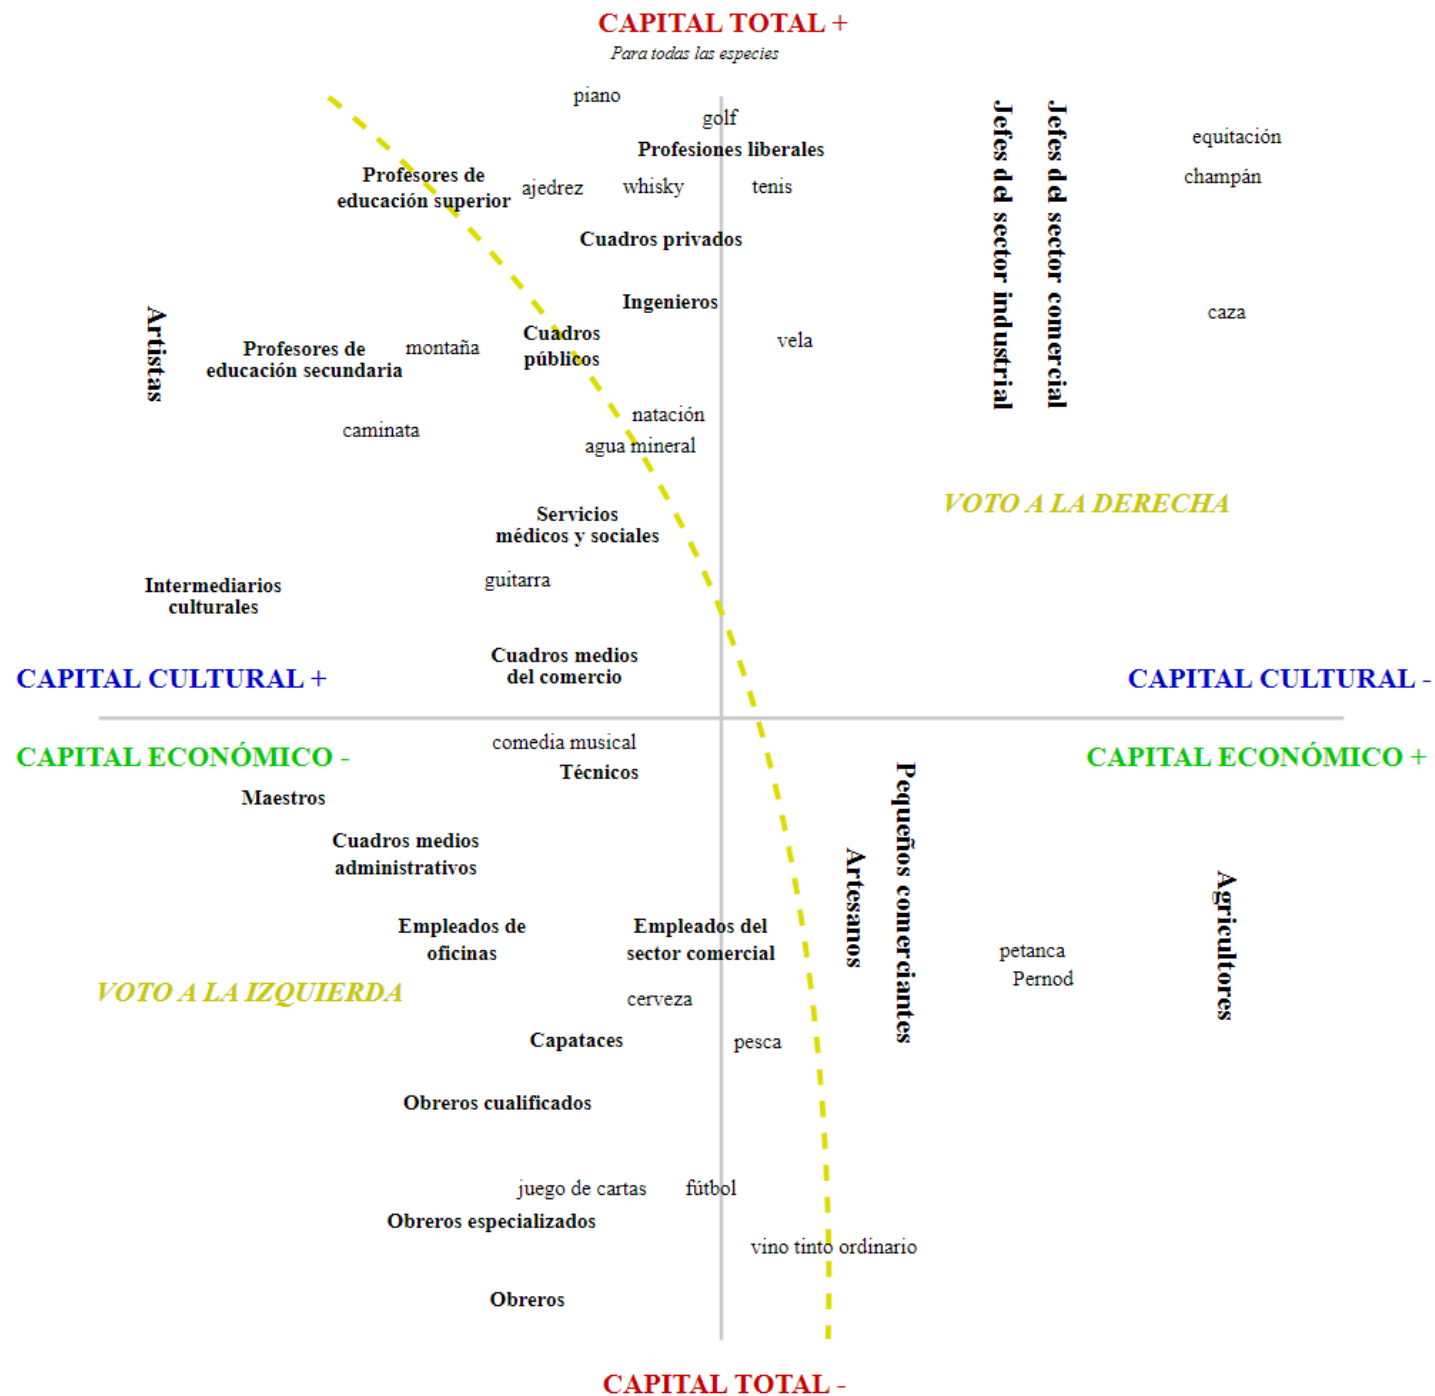 CAPITAL TOTAL +
Para todas las especies
piano
golf
Profesiones liberales
Profesores de
educación superior
ajedrez
whisky
tenis
Jefes del sector industrial
Jefes del sector comercial
equitación
champán
Cuadros privados
Ingenieros
Artistas
Profesores de
educación secundaria
montaña
Cuadros
públicos
vela
caza
caminata
natación
agua mineral
VOTO A LA DERECHA
Servicios
médicos y sociales
guitarra
Intermediarios
culturales
Cuadros medios
del comercio
CAPITAL CULTURAL +
CAPITAL CULTURAL -
CAPITAL ECONÓMICO -
CAPITAL ECONÓMICO +
comedia musical
Técnicos
Maestros
Cuadros medios
administrativos
Pequeños comerciantes
Artesanos
Agricultores
Empleados de
oficinas
Empleados del
sector comercial
petanca
Pernod
VOTO A LA IZQUIERDA
cerveza
Capataces
pesca
Obreros cualificados
juego de cartas
fútbol
Obreros especializados
vino tinto ordinario
Obreros
CAPITAL TOTAL -